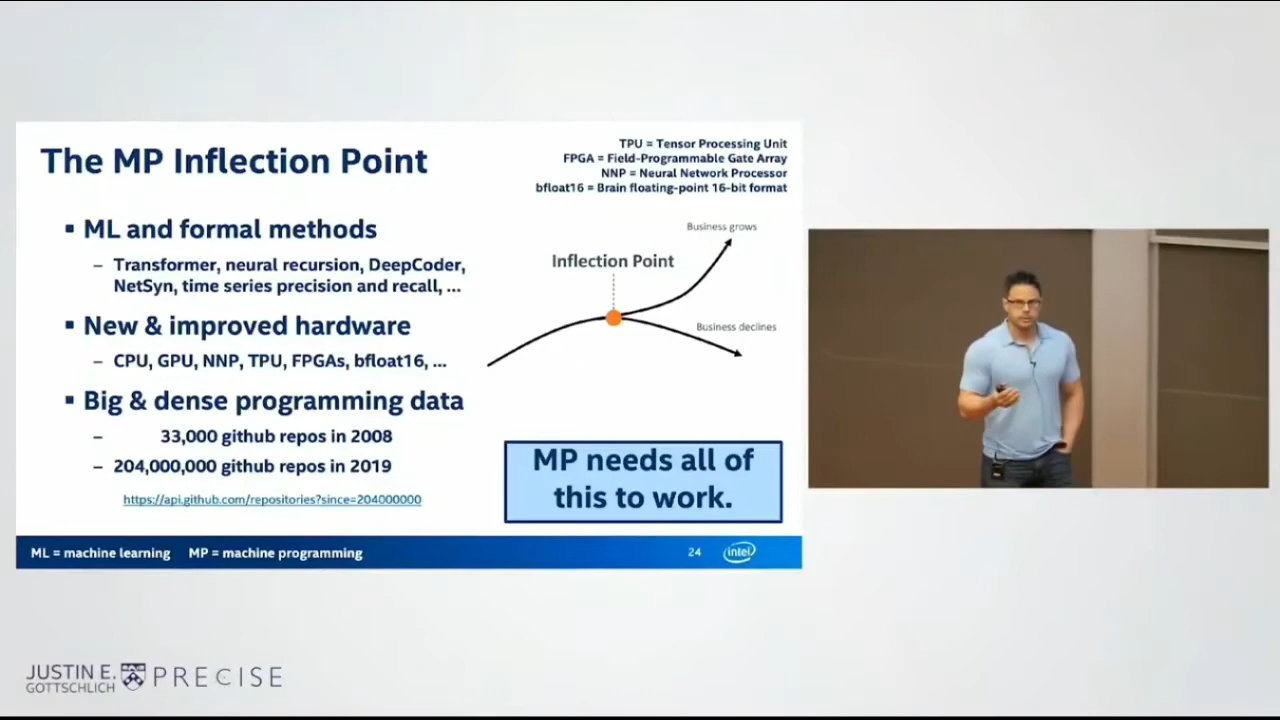 The MP Inflection Point
TPU = Tensor Processing Unit
FPGA = Field-Programmable Gate Array
NNP = Neural Network Processor
bfloat16 = Brain floating-point 16-bit format
▪ ML and formal methods
– Transformer, neural recursion, DeepCoder,
NetSyn, time series precision and recall, ...
▪ New & improved hardware
– CPU, GPU, NNP, TPU, FPGAs, bfloat16, ...
▪ Big & dense programming data
– 33,000 github repos in 2008
– 204,000,000 github repos in 2019
https://api.github.com/repositories?since=204000000
Business grows
Inflection Point
Business declines
MP needs all of
this to work.
ML = machine learning MP = machine programming
24
intel
JUSTIN E.
GOTTSCHLICH
PRECISE